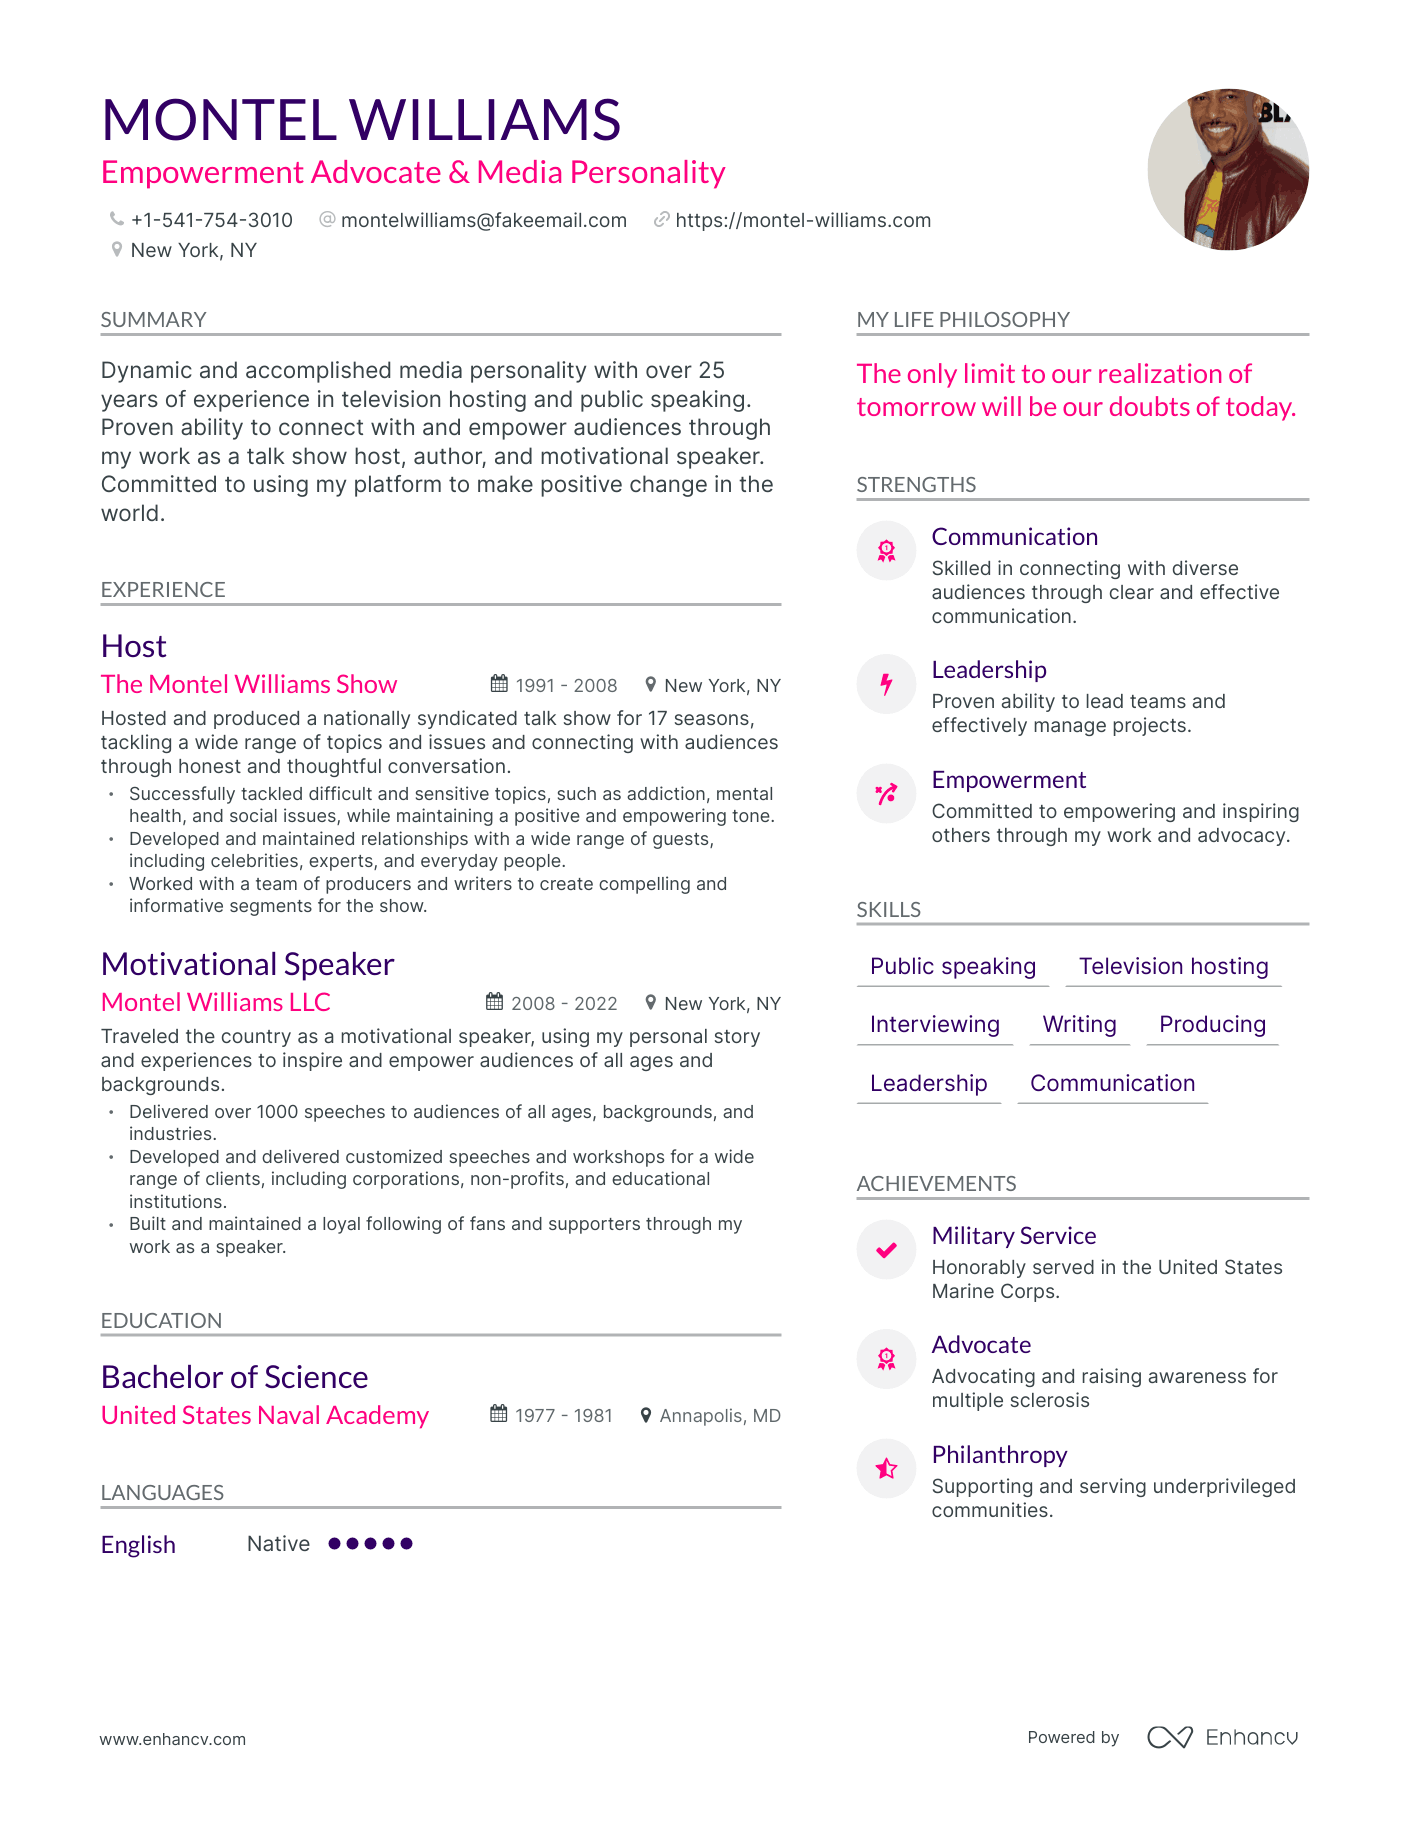 MONTEL WILLIAMS
Empowerment Advocate & Media Personality
+1-541-754-3010 montelwilliams@fakeemail.com https://montel-williams.com
New York, NY
SUMMARY
Dynamic and accomplished media personality with over 25
years of experience in television hosting and public speaking.
Proven ability to connect with and empower audiences through
my work as a talk show host, author, and motivational speaker.
Committed to using my platform to make positive change in the
world.
EXPERIENCE
Host
The Montel Williams Show 1991 - 2008 New York, NY
Hosted and produced a nationally syndicated talk show for 17 seasons,
tackling a wide range of topics and issues and connecting with audiences
through honest and thoughtful conversation.
• Successfully tackled difficult and sensitive topics, such as addiction, mental
health, and social issues, while maintaining a positive and empowering tone.
• Developed and maintained relationships with a wide range of guests,
including celebrities, experts, and everyday people.
• Worked with a team of producers and writers to create compelling and
informative segments for the show.
Motivational Speaker
Montel Williams LLC 2008 - 2022 New York, NY
Traveled the country as a motivational speaker, using my personal story
and experiences to inspire and empower audiences of all ages and
backgrounds.
• Delivered over 1000 speeches to audiences of all ages, backgrounds, and
industries.
• Developed and delivered customized speeches and workshops for a wide
range of clients, including corporations, non-profits, and educational
institutions.
• Built and maintained a loyal following of fans and supporters through my
work as a speaker.
EDUCATION
Bachelor of Science
United States Naval Academy 1977 - 1981 Annapolis, MD
LANGUAGES
English Native
MY LIFE PHILOSOPHY
The only limit to our realization of
tomorrow will be our doubts of today.
STRENGTHS
Communication
Skilled in connecting with diverse
audiences through clear and effective
communication.
Leadership
Proven ability to lead teams and
effectively manage projects.
Empowerment
Committed to empowering and inspiring
others through my work and advocacy.
SKILLS
Public speaking Television hosting
Interviewing Writing Producing
Leadership Communication
ACHIEVEMENTS
Military Service
Honorably served in the United States
Marine Corps.
Advocate
Advocating and raising awareness for
multiple sclerosis
Philanthropy
Supporting and serving underprivileged
communities.
www.enhancv.com
Powered by Enhancv